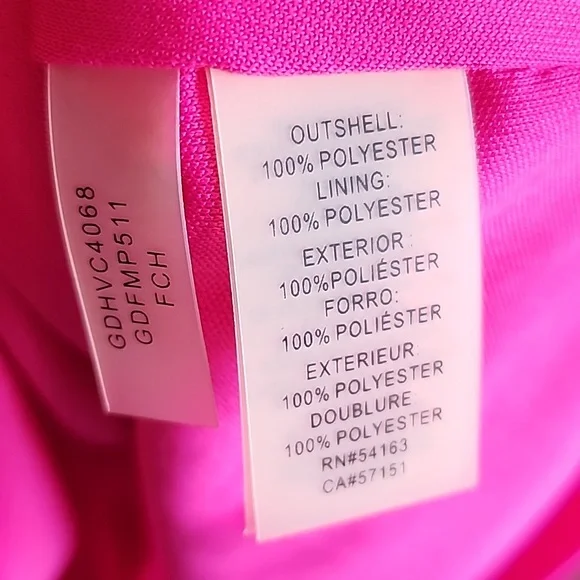 GDHVC4068
GDFMP511
FCH
OUTSHELL:
100% POLYESTER
LINING:
100% POLYESTER
EXTERIOR:
100%POLIÉSTER
FORRO:
100% POLIÉSTER
EXTERIEUR
100% POLYESTER
DOUBLURE
100% POLYESTER
RN#54163
CA#57151